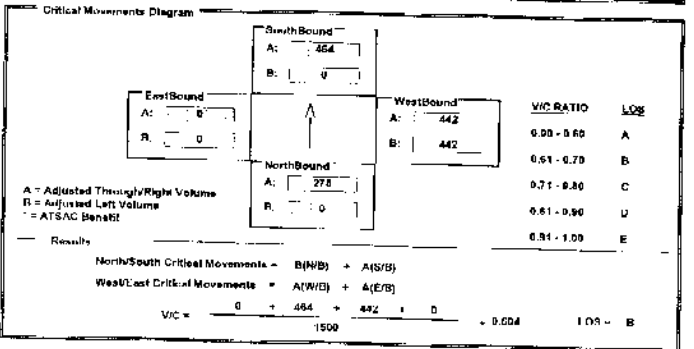 Critical Movements Diagram
SouthBound
A: 464
B: 0
EastBound
A: 0
B: 0
WestBound
A: 442
B: 442
NorthBound
A: 278
B: 0
V/C RATIO LOS
0.00 - 0.60 A
0.61 - 0.70 B
0.71 - 0.80 C
0.81 - 0.90 D
0.91 - 1.00 E
A = Adjusted Through/Right Volume
B = Adjusted Left Volume
* = ATSAC Benefit
Results
North/South Critical Movements = B(N/B) + A(S/B)
West/East Critical Movements = A(W/B) + A(E/B)
V/C = 0 + 464 + 442 + 0
1500
= 0.604 LOS = B